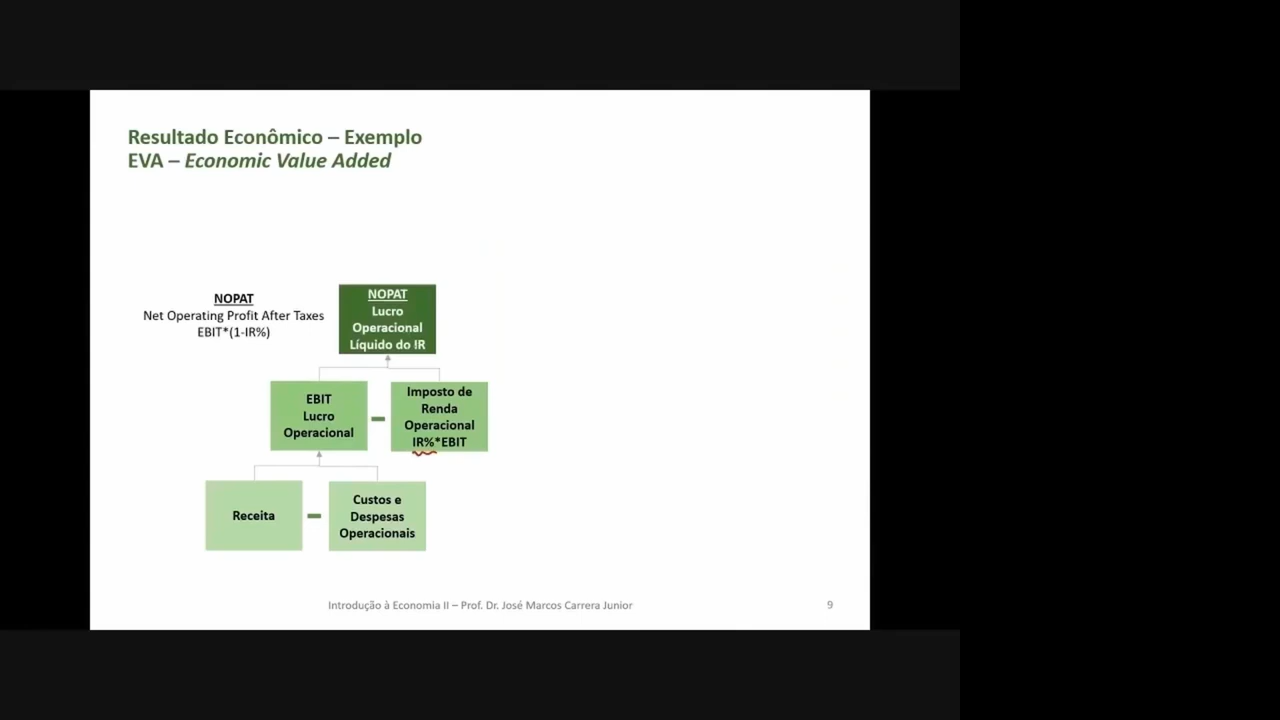 Resultado Econômico – Exemplo
EVA – Economic Value Added
NOPAT
Net Operating Profit After Taxes
EBIT*(1-IR%)
NOPAT
Lucro
Operacional
Líquido do IR
EBIT
Lucro
Operacional
Imposto de
Renda
Operacional
IR%*EBIT
Receita
Custos e
Despesas
Operacionais
Introdução à Economia II – Prof. Dr. José Marcos Carrera Junior
9